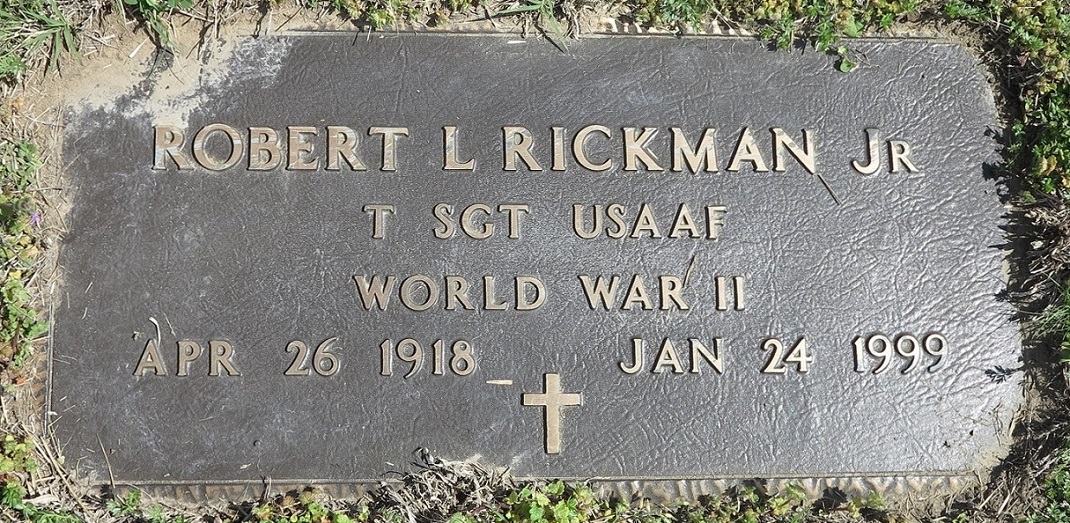 ROBERT L RICKMAN JR
T SGT USAAF
WORLD WAR II
APR 26 1918 JAN 24 1999